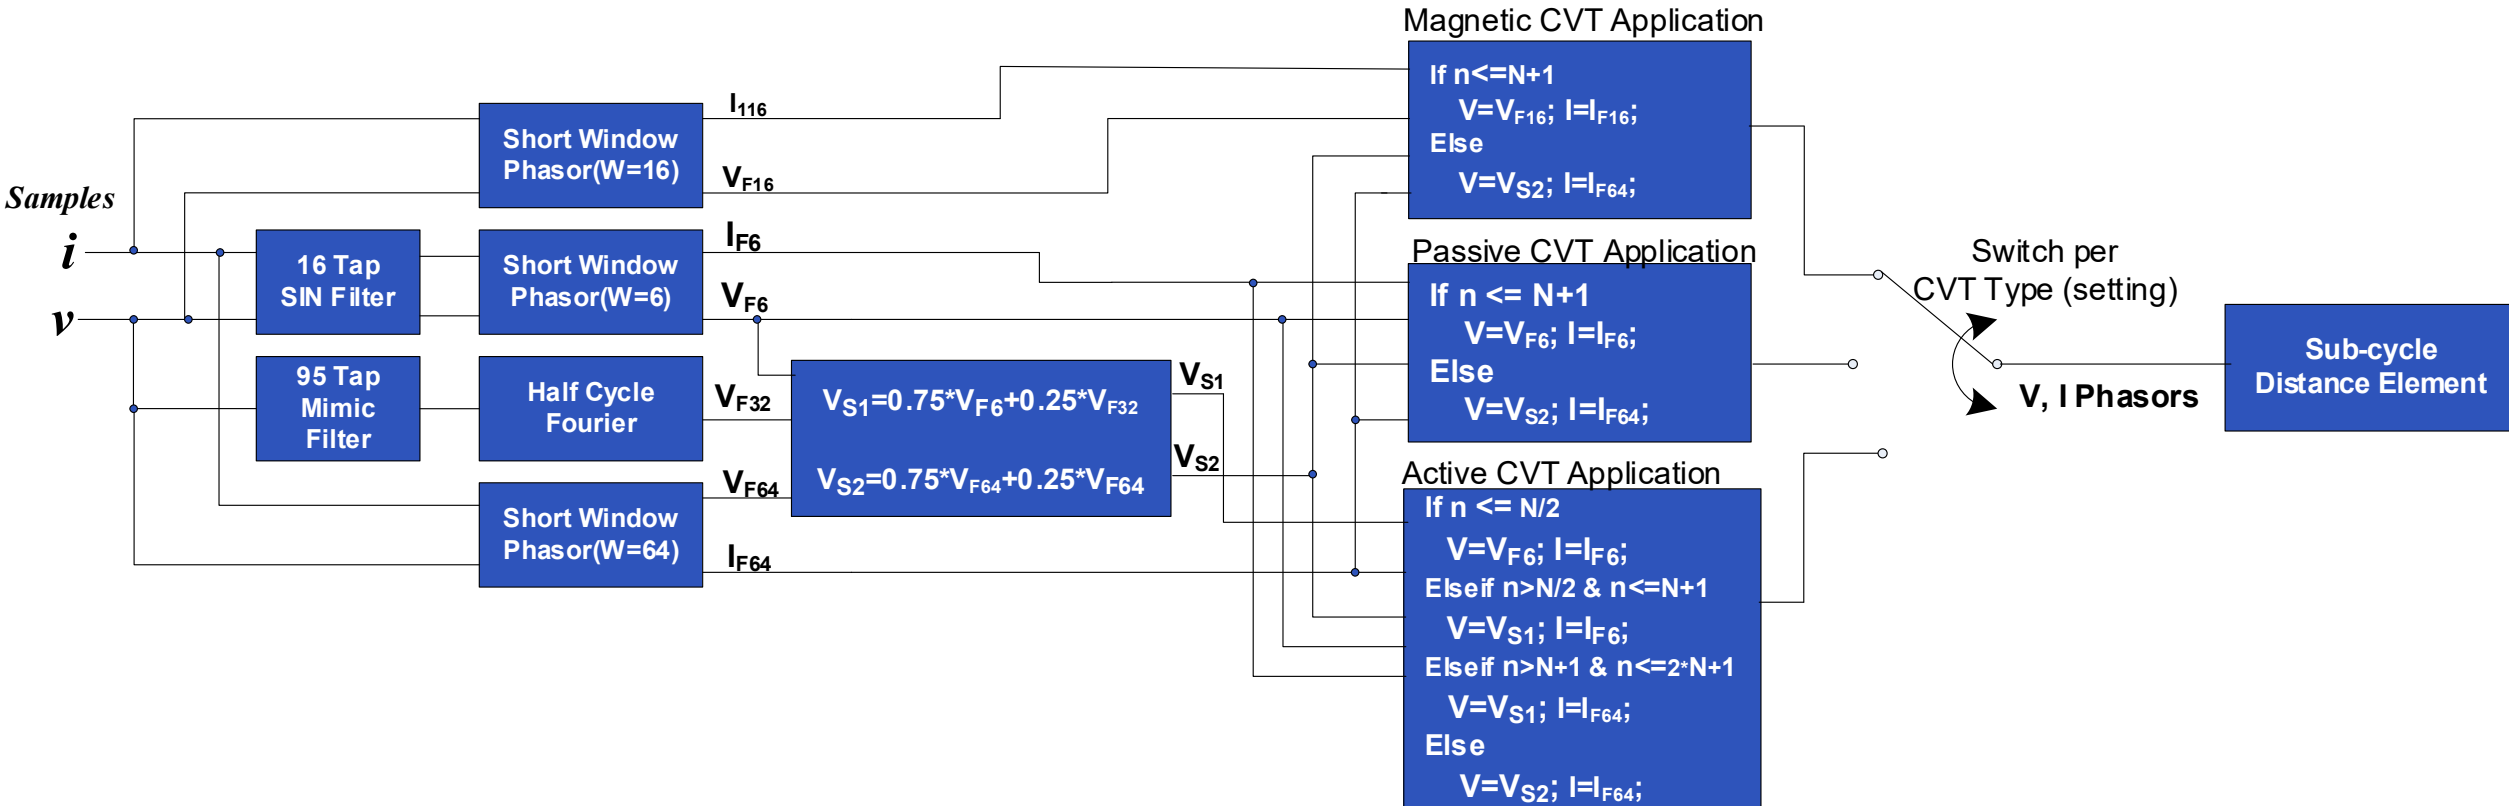 Samples
i
v
Short Window
Phasor(W=16)
16 Tap
SIN Filter
Short Window
Phasor(W=6)
95 Tap
Mimic
Filter
Half Cycle
Fourier
Short Window
Phasor(W=64)
I116
VF16
IF6
VF6
VF32
VF64
IF64
VS1=0.75*VF6+0.25*VF32
VS2=0.75*VF64+0.25*VF64
VS1
VS2
Magnetic CVT Application
If n<=N+1
V=VF16; I=IF16;
Else
V=VS2; I=IF64;
Passive CVT Application
If n <= N+1
V=VF6; I=IF6;
Else
V=VS2; I=IF64;
Active CVT Application
If n <= N/2
V=VF6; I=IF6;
Elseif n>N/2 & n<=N+1
V=VS1; I=IF6;
Elseif n>N+1 & n<=2*N+1
V=VS1; I=IF64;
Else
V=VS2; I=IF64;
Switch per
CVT Type (setting)
V, I Phasors
Sub-cycle
Distance Element